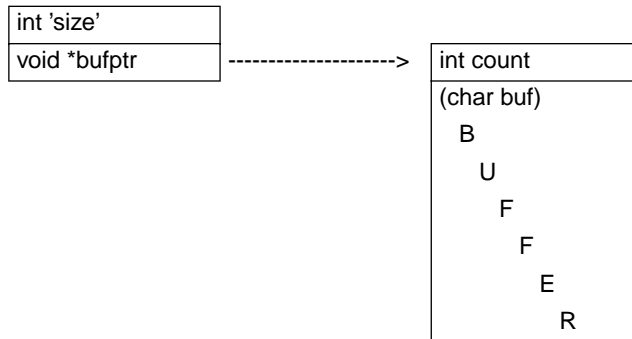 int ’size’
void *bufptr ---------------------> int count
(char buf)
B
U
F
F
E
R